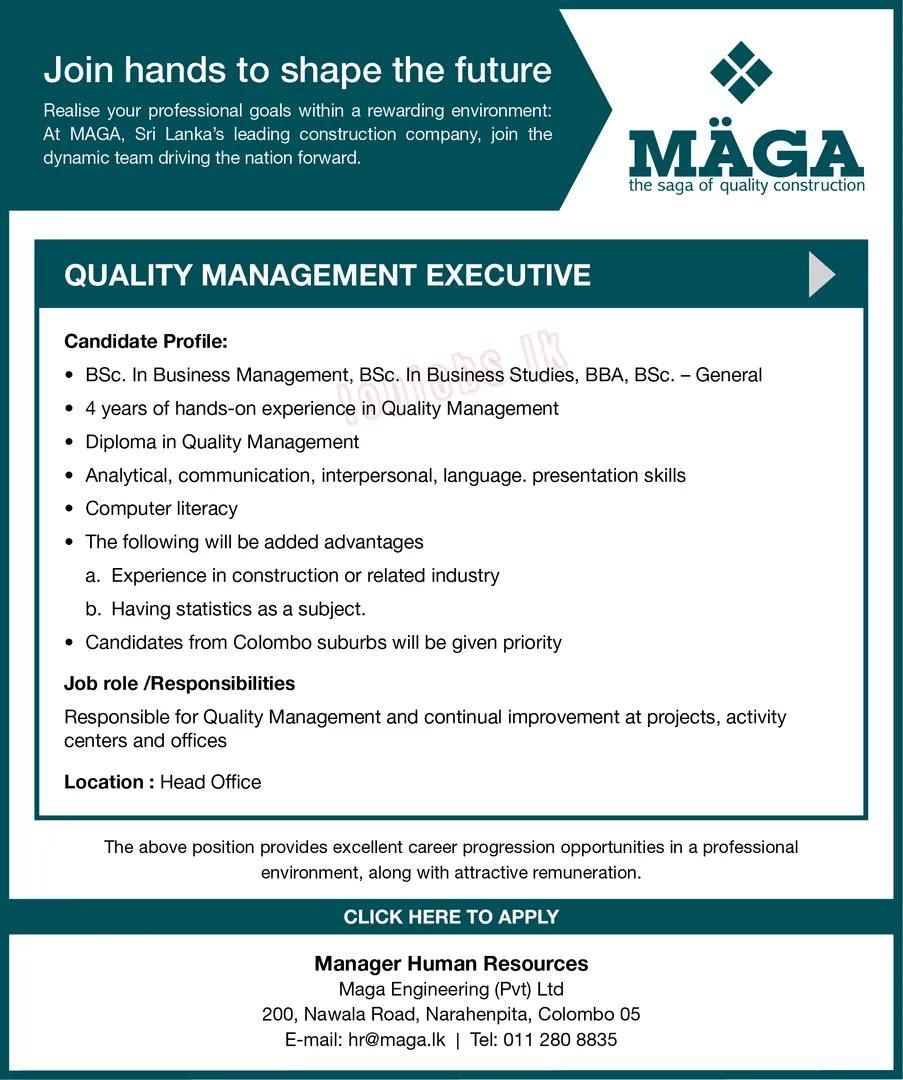 Join hands to shape the future
Realise your professional goals within a rewarding environment:
At MAGA, Sri Lanka's leading construction company, join the
dynamic team driving the nation forward.
MÄGA
the saga of quality construction
QUALITY MANAGEMENT EXECUTIVE
Candidate Profile:
• BSc. In Business Management, BSc. In Business Studies, BBA, BSc. – General
• 4 years of hands-on experience in Quality Management
• Diploma in Quality Management
• Analytical, communication, interpersonal, language. presentation skills
• Computer literacy
• The following will be added advantages
a. Experience in construction or related industry
b. Having statistics as a subject.
• Candidates from Colombo suburbs will be given priority
Job role /Responsibilities
Responsible for Quality Management and continual improvement at projects, activity
centers and offices
Location : Head Office
The above position provides excellent career progression opportunities in a professional
environment, along with attractive remuneration.
CLICK HERE TO APPLY
Manager Human Resources
Maga Engineering (Pvt) Ltd
200, Nawala Road, Narahenpita, Colombo 05
E-mail: hr@maga.lk | Tel: 011 280 8835